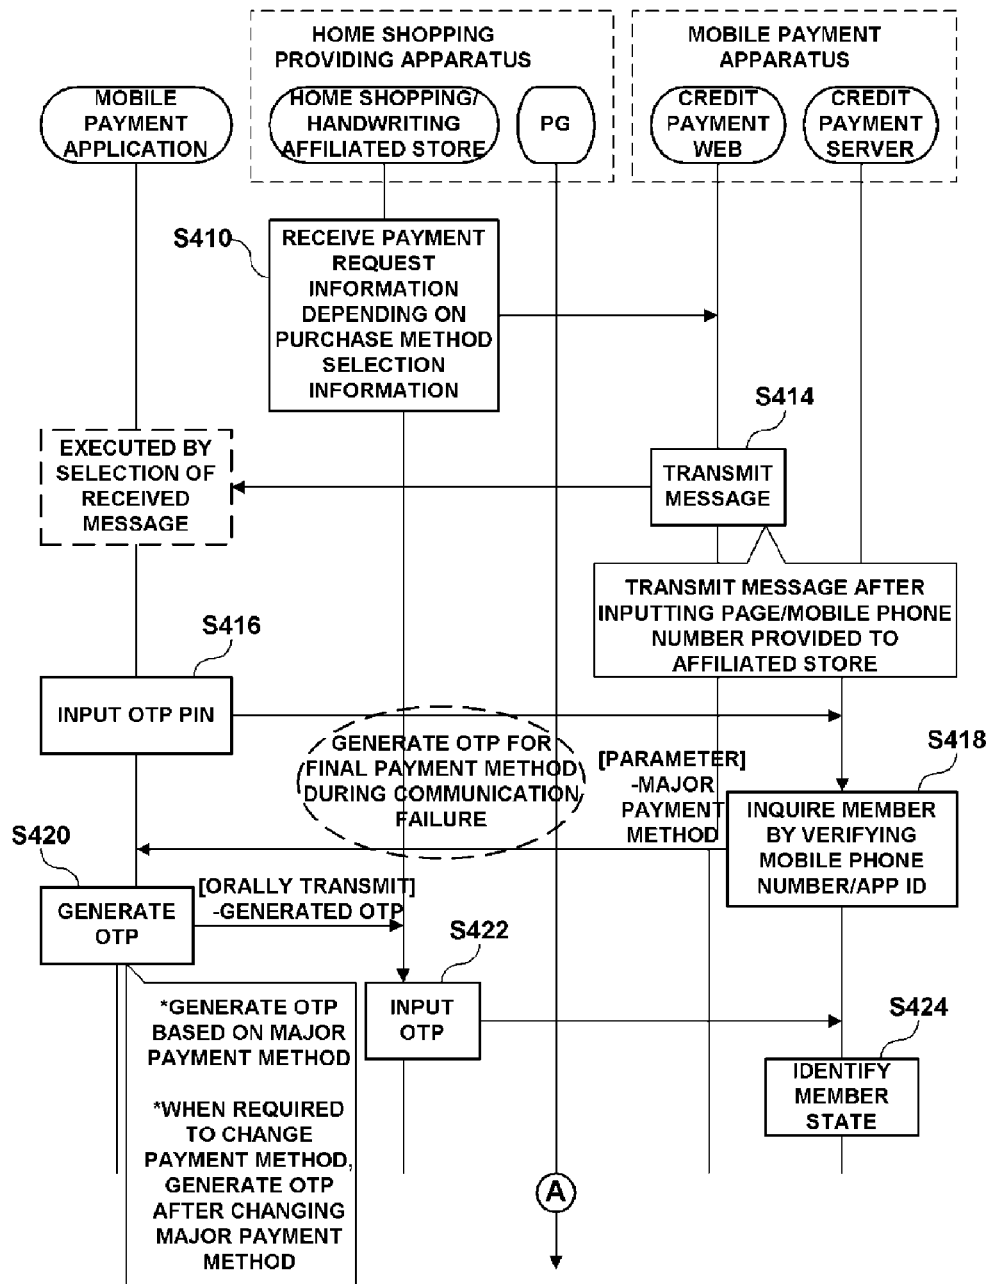 HOME SHOPPING
PROVIDING APPARATUS
MOBILE PAYMENT
APPARATUS
MOBILE
PAYMENT
APPLICATION
HOME SHOPPING/
HANDWRITING
AFFILIATED STORE
PG
CREDIT
PAYMENT
WEB
CREDIT
PAYMENT
SERVER
S410
RECEIVE PAYMENT
REQUEST
INFORMATION
DEPENDING ON
PURCHASE METHOD
SELECTION
INFORMATION
S414
EXECUTED BY
SELECTION OF
RECEIVED
MESSAGE
TRANSMIT
MESSAGE
TRANSMIT MESSAGE AFTER
INPUTTING PAGE/MOBILE PHONE
NUMBER PROVIDED TO
AFFILIATED STORE
S416
INPUT OTP PIN
GENERATE OTP FOR
FINAL PAYMENT METHOD
DURING COMMUNICATION
FAILURE
[PARAMETER]
-MAJOR
PAYMENT
METHOD
S418
INQUIRE MEMBER
BY VERIFYING
MOBILE PHONE
NUMBER/APP ID
S420
GENERATE
OTP
[ORALLY TRANSMIT]
-GENERATED OTP
S422
INPUT
OTP
S424
IDENTIFY
MEMBER
STATE
*GENERATE OTP
BASED ON MAJOR
PAYMENT METHOD
*WHEN REQUIRED
TO CHANGE
PAYMENT METHOD,
GENERATE OTP
AFTER CHANGING
MAJOR PAYMENT
METHOD
A